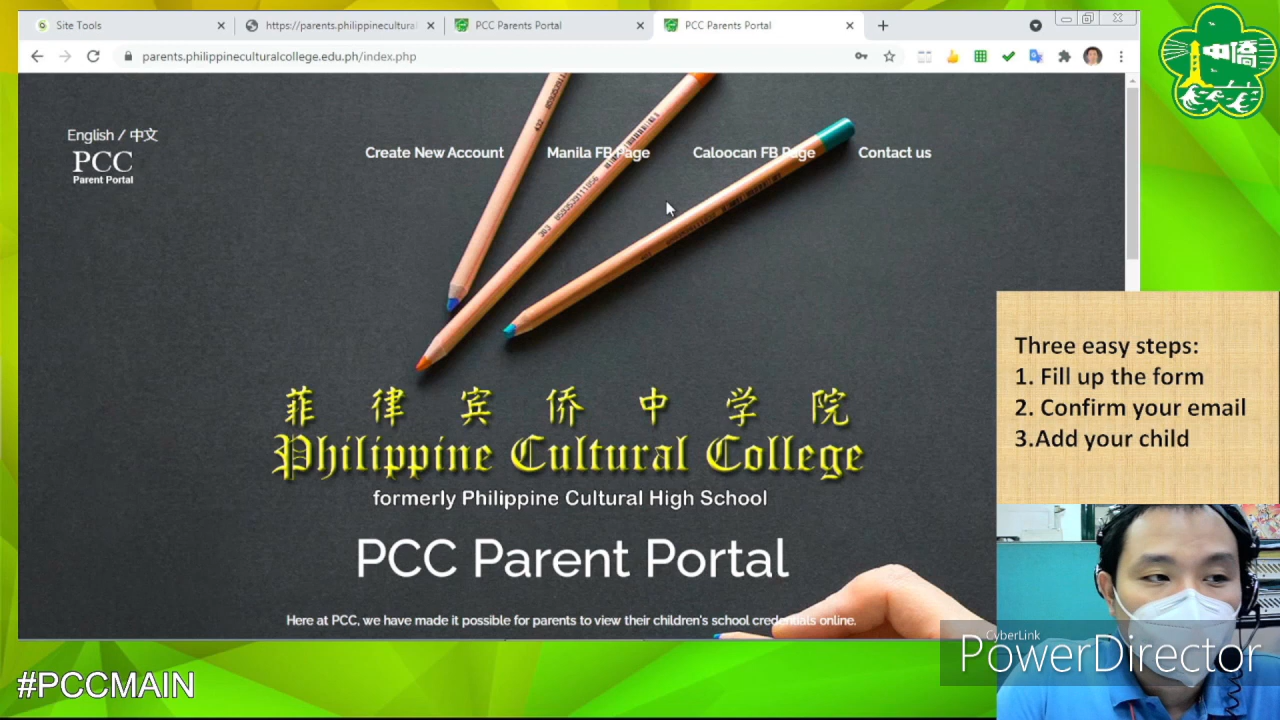 Site Tools
https://parents.philippinecultural
PCC Parents Portal
PCC Parents Portal
parents.philippineculturalcollege.edu.ph/index.php
中僑
English / 中文
PCC
Parent Portal
Create New Account
Manila FB Page
Caloocan FB Page
Contact us
菲律宾侨中学院
Philippine Cultural College
formerly Philippine Cultural High School
PCC Parent Portal
Here at PCC, we have made it possible for parents to view their children's school credentials online.
Three easy steps:
1. Fill up the form
2. Confirm your email
3.Add your child
CyberLink
PowerDirector
#PCCMAIN